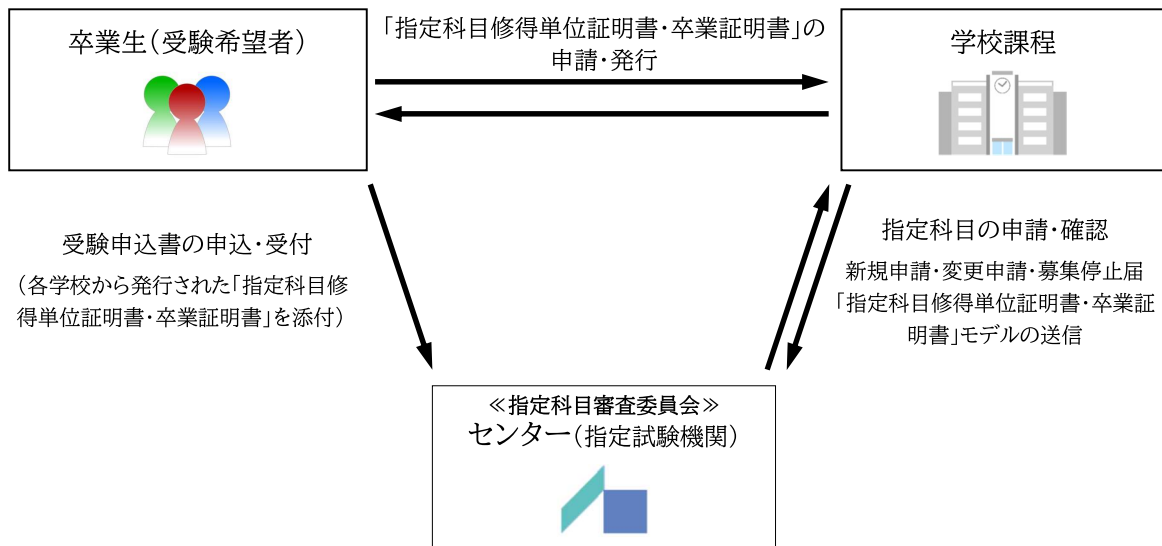 卒業生(受験希望者)
「指定科目修得単位証明書・卒業証明書」の
申請・発行
学校課程
受験申込書の申込・受付
(各学校から発行された「指定科目修
得単位証明書・卒業証明書」を添付)
指定科目の申請・確認
新規申請・変更申請・募集停止届
「指定科目修得単位証明書・卒業証
明書」モデルの送信
≪指定科目審査委員会≫
センター(指定試験機関)